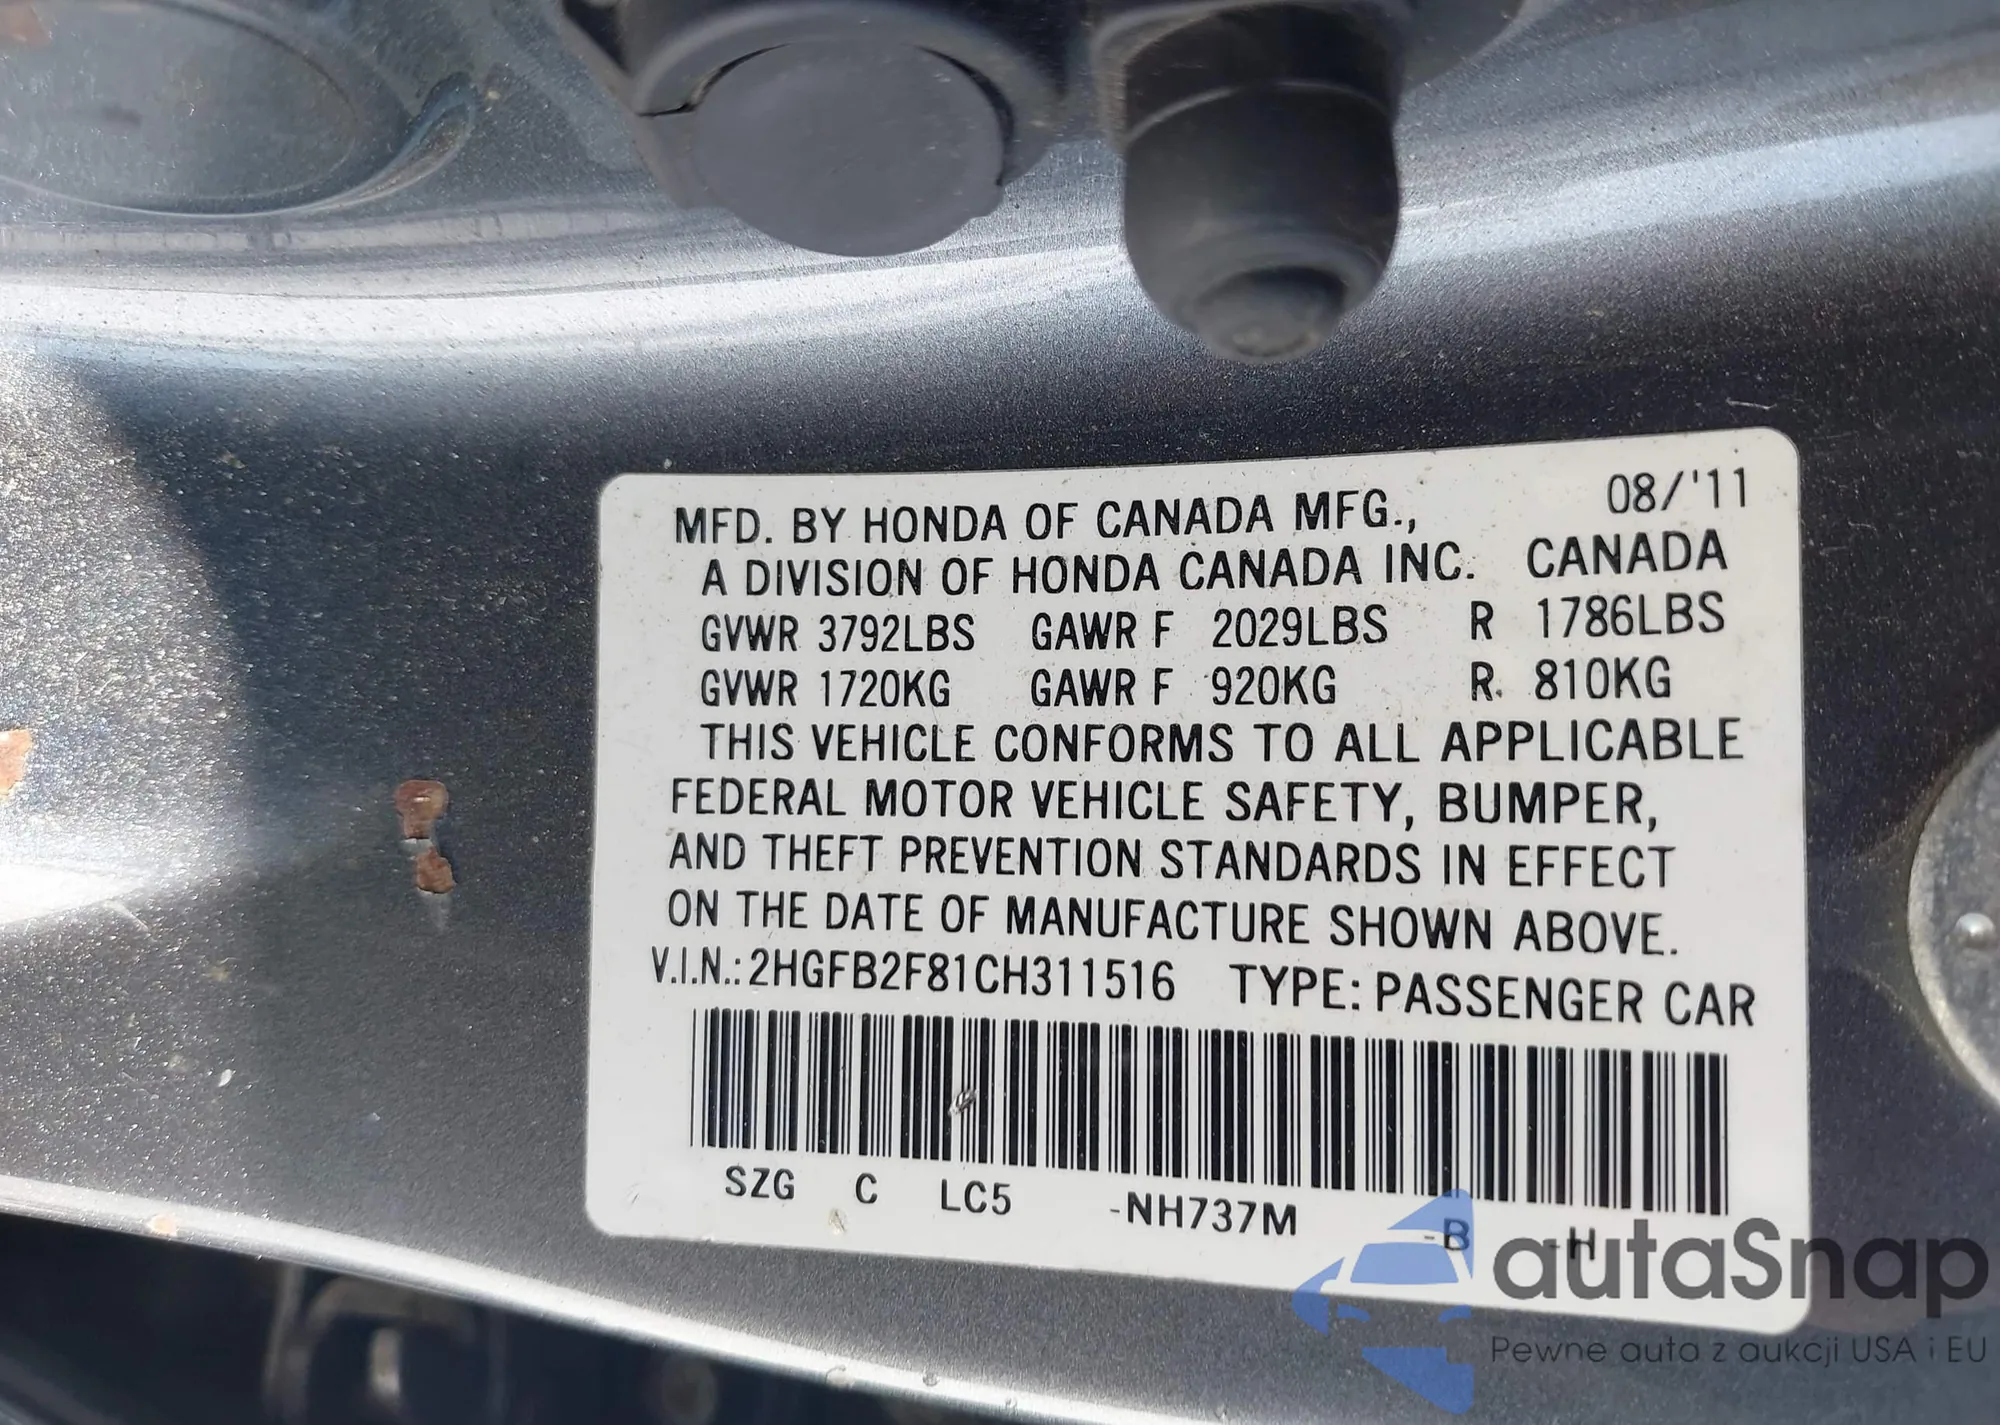 08/'11
MFD. BY HONDA OF CANADA MFG.,
A DIVISION OF HONDA CANADA INC. CANADA
GVWR 3792LBS GAWR F 2029LBS R 1786LBS
GVWR 1720KG GAWR F 920KG R 810KG
THIS VEHICLE CONFORMS TO ALL APPLICABLE
FEDERAL MOTOR VEHICLE SAFETY, BUMPER,
AND THEFT PREVENTION STANDARDS IN EFFECT
ON THE DATE OF MANUFACTURE SHOWN ABOVE.
V.I.N.: 2HGFB2F81CH311516 TYPE: PASSENGER CAR
SZG C LC5 -NH737M -B -H
autaSnap
Pewne auta z aukcji USA i EU